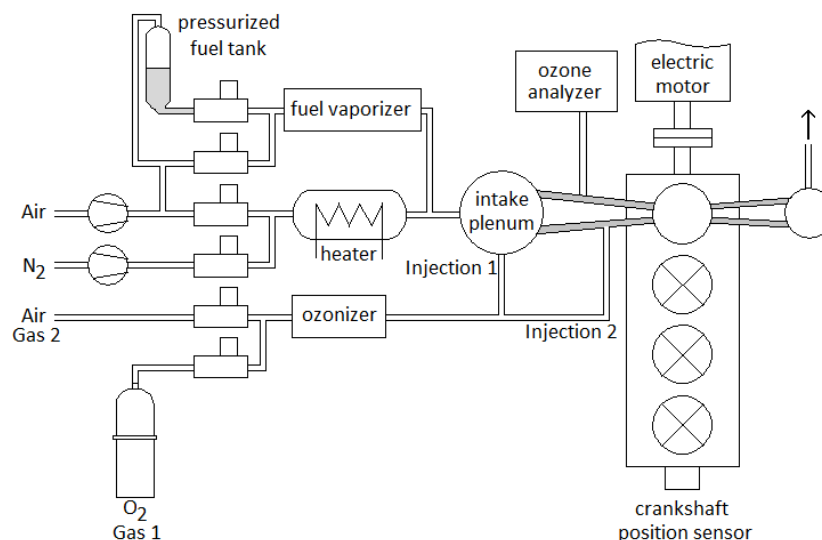 pressurized
fuel tank
fuel vaporizer
ozone
analyzer
electric
motor
Air
N2
heater
intake
plenum
Injection 1
Air
Gas 2
ozonizer
Injection 2
O2
Gas 1
crankshaft
position sensor